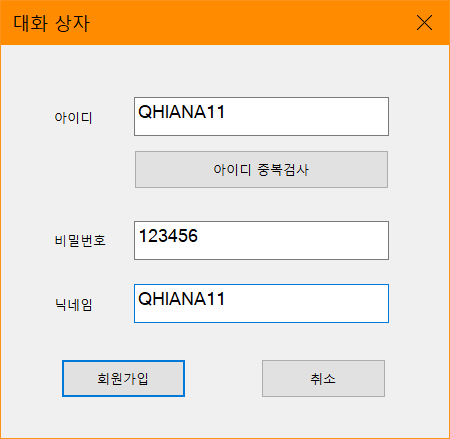 대화 상자
아이디 QHIANA11
아이디 중복검사
비밀번호 123456
닉네임 QHIANA11
회원가입 취소